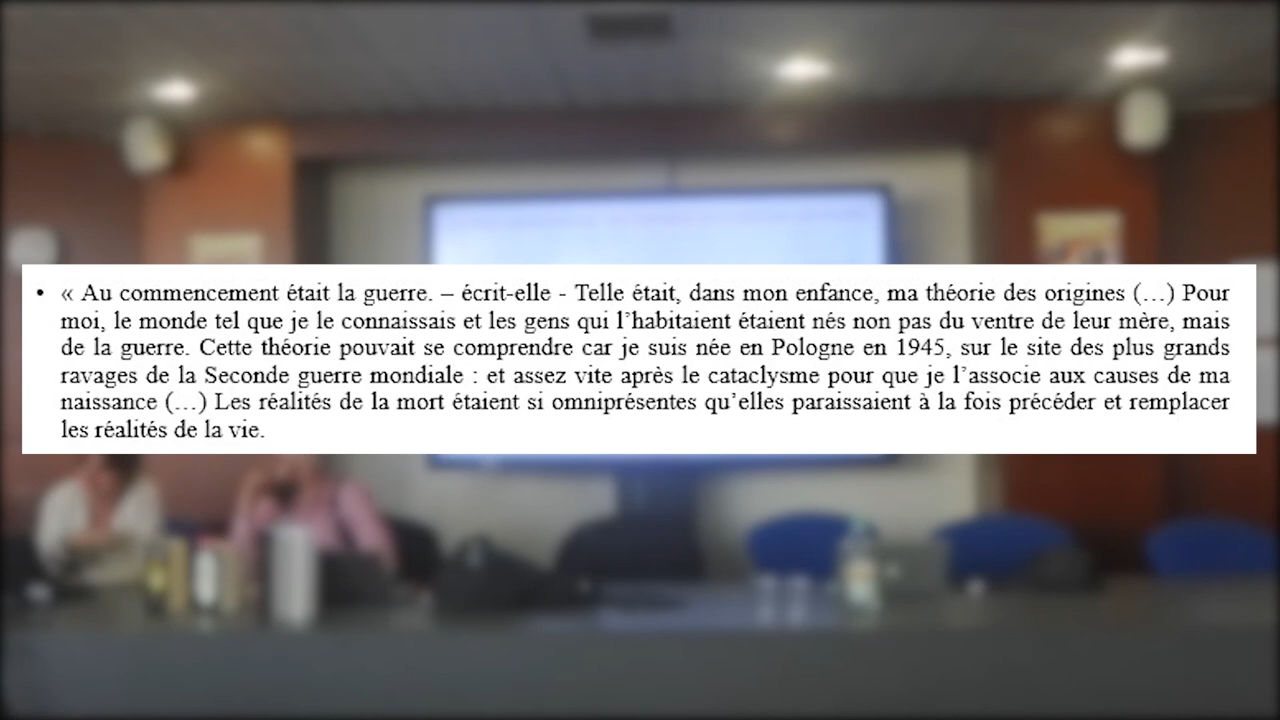 • « Au commencement était la guerre. – écrit-elle - Telle était, dans mon enfance, ma théorie des origines (…) Pour
moi, le monde tel que je le connaissais et les gens qui l’habitaient étaient nés non pas du ventre de leur mère, mais
de la guerre. Cette théorie pouvait se comprendre car je suis née en Pologne en 1945, sur le site des plus grands
ravages de la Seconde guerre mondiale : et assez vite après le cataclysme pour que je l’associe aux causes de ma
naissance (…) Les réalités de la mort étaient si omniprésentes qu’elles paraissaient à la fois précéder et remplacer
les réalités de la vie.